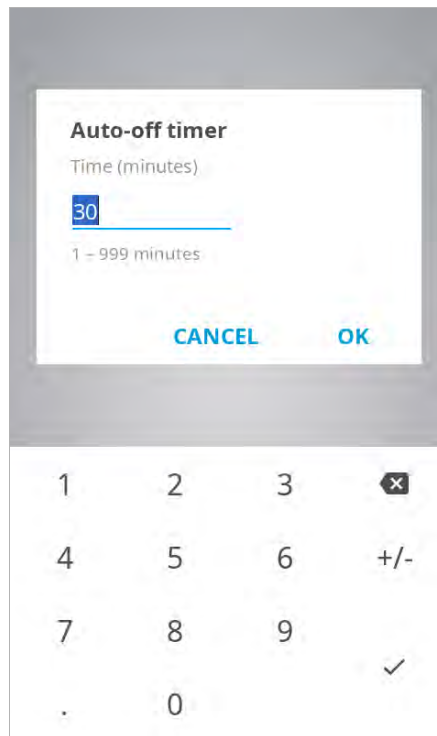 Auto-off timer
Time (minutes)
30
1 – 999 minutes
CANCEL OK
1 2 3
4 5 6 +/-
7 8 9
. 0